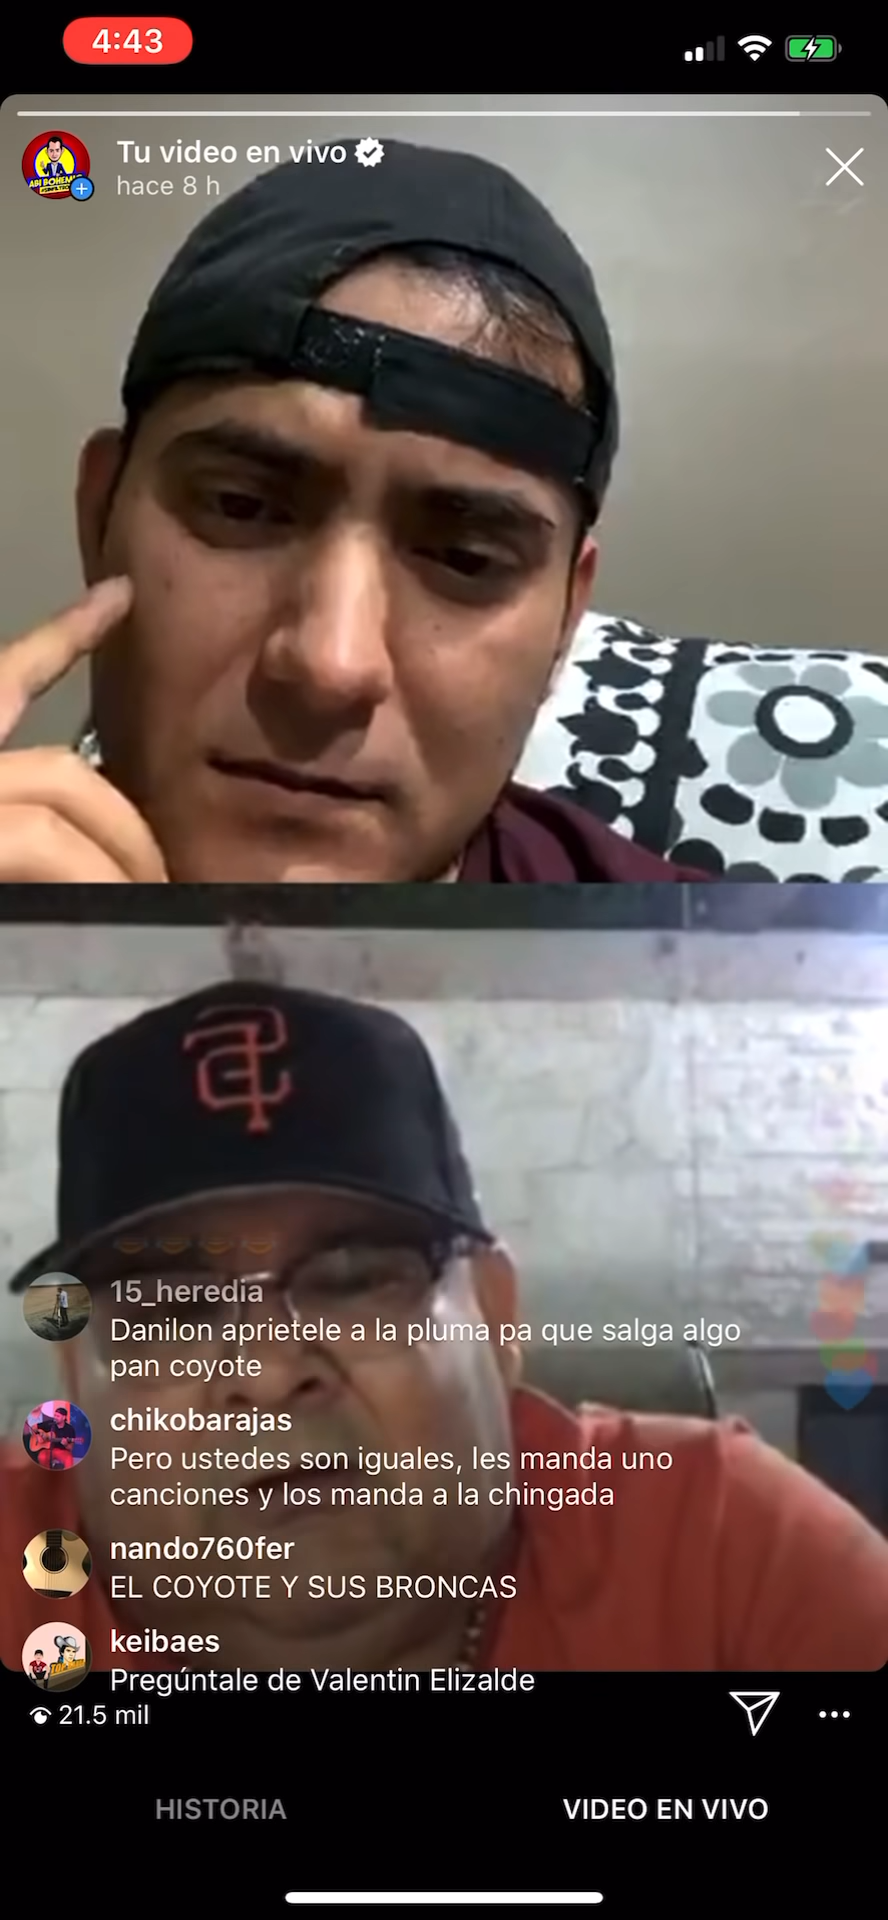 4:43
Tu video en vivo
hace 8 h
ABI BOHEMIO
15_heredia
Danilon aprietele a la pluma pa que salga algo
pan coyote
chikobarajas
Pero ustedes son iguales, les manda uno
canciones y los manda a la chingada
nando760fer
EL COYOTE Y SUS BRONCAS
keibaes
Pregúntale de Valentin Elizalde
21.5 mil
HISTORIA
VIDEO EN VIVO